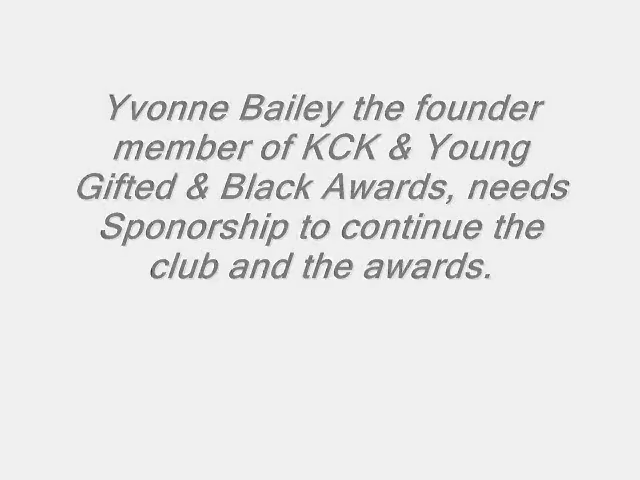 Yvonne Bailey the founder
member of KCK & Young
Gifted & Black Awards, needs
Sponorship to continue the
club and the awards.